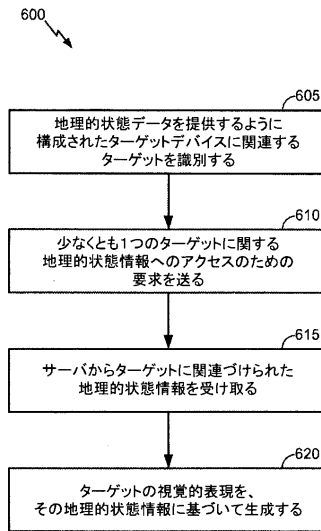 600
605
地理的状態データを提供するように
構成されたターゲットデバイスに関連する
ターゲットを識別する
610
少なくとも1つのターゲットに関する
地理的状態情報へのアクセスのための
要求を送る
615
サーバからターゲットに関連づけられた
地理的状態情報を受け取る
620
ターゲットの視覚的表現を、
その地理的状態情報に基づいて生成する